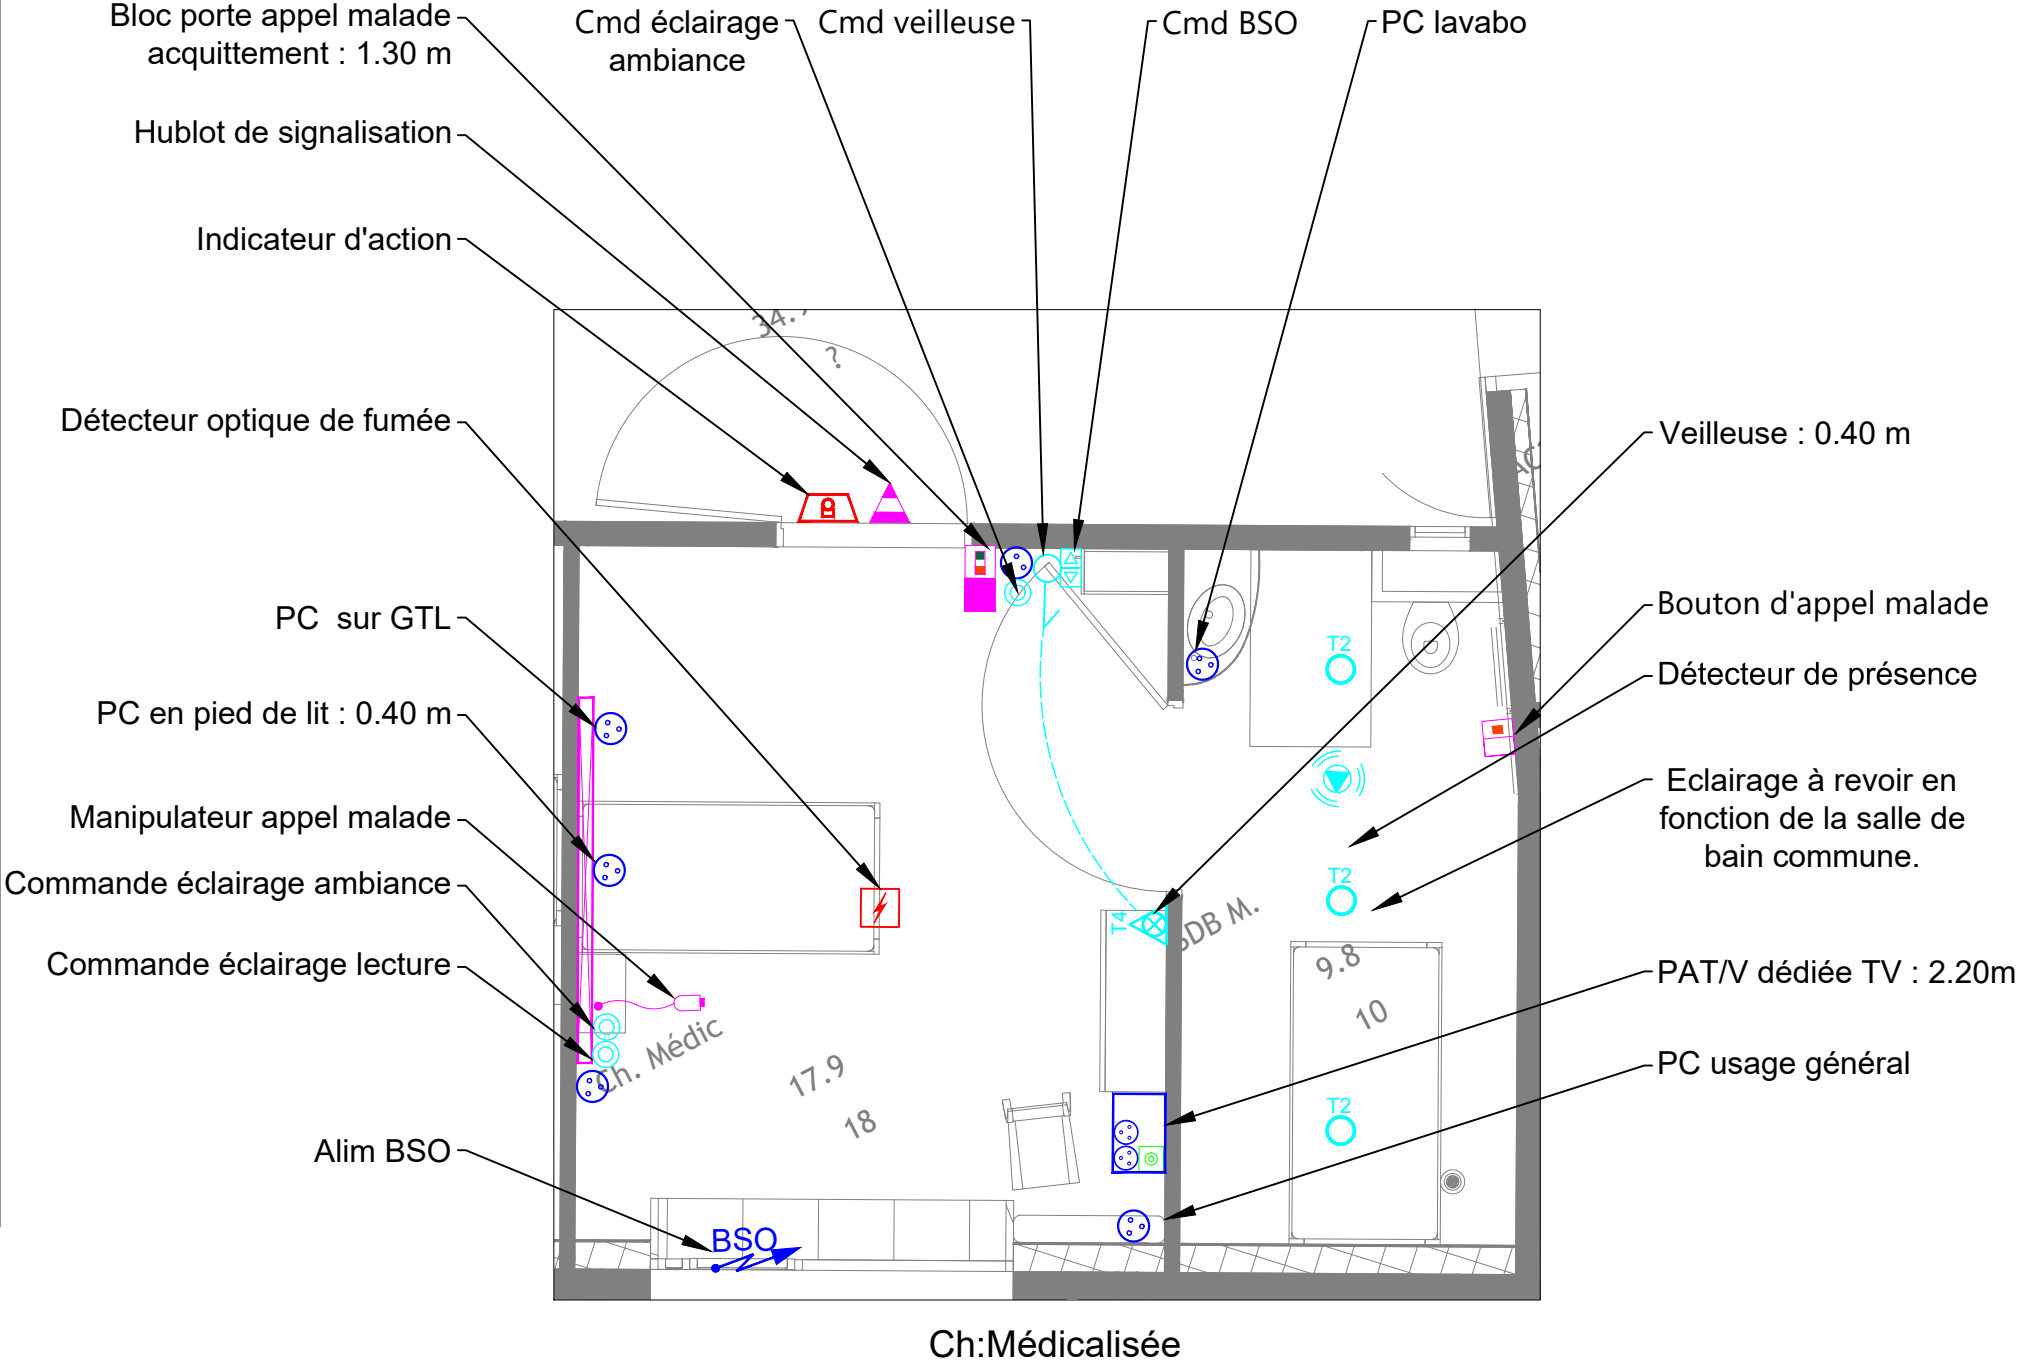 Bloc porte appel malade
acquittement : 1.30 m
Cmd éclairage
ambiance
Cmd veilleuse
Cmd BSO
PC lavabo
Hublot de signalisation
Indicateur d'action
?
Détecteur optique de fumée
Veilleuse : 0.40 m
Bouton d'appel malade
PC  sur GTL
T2
Détecteur de présence
PC en pied de lit : 0.40 m
Eclairage à revoir en
fonction de la salle de
bain commune.
Manipulateur appel malade
Commande éclairage ambiance
T2
T4
SDB M.
9.8
10
Commande éclairage lecture
PAT/V dédiée TV : 2.20m
Ch. Médic
17.9
18
PC usage général
T2
Alim BSO
BSO
Ch:Médicalisée